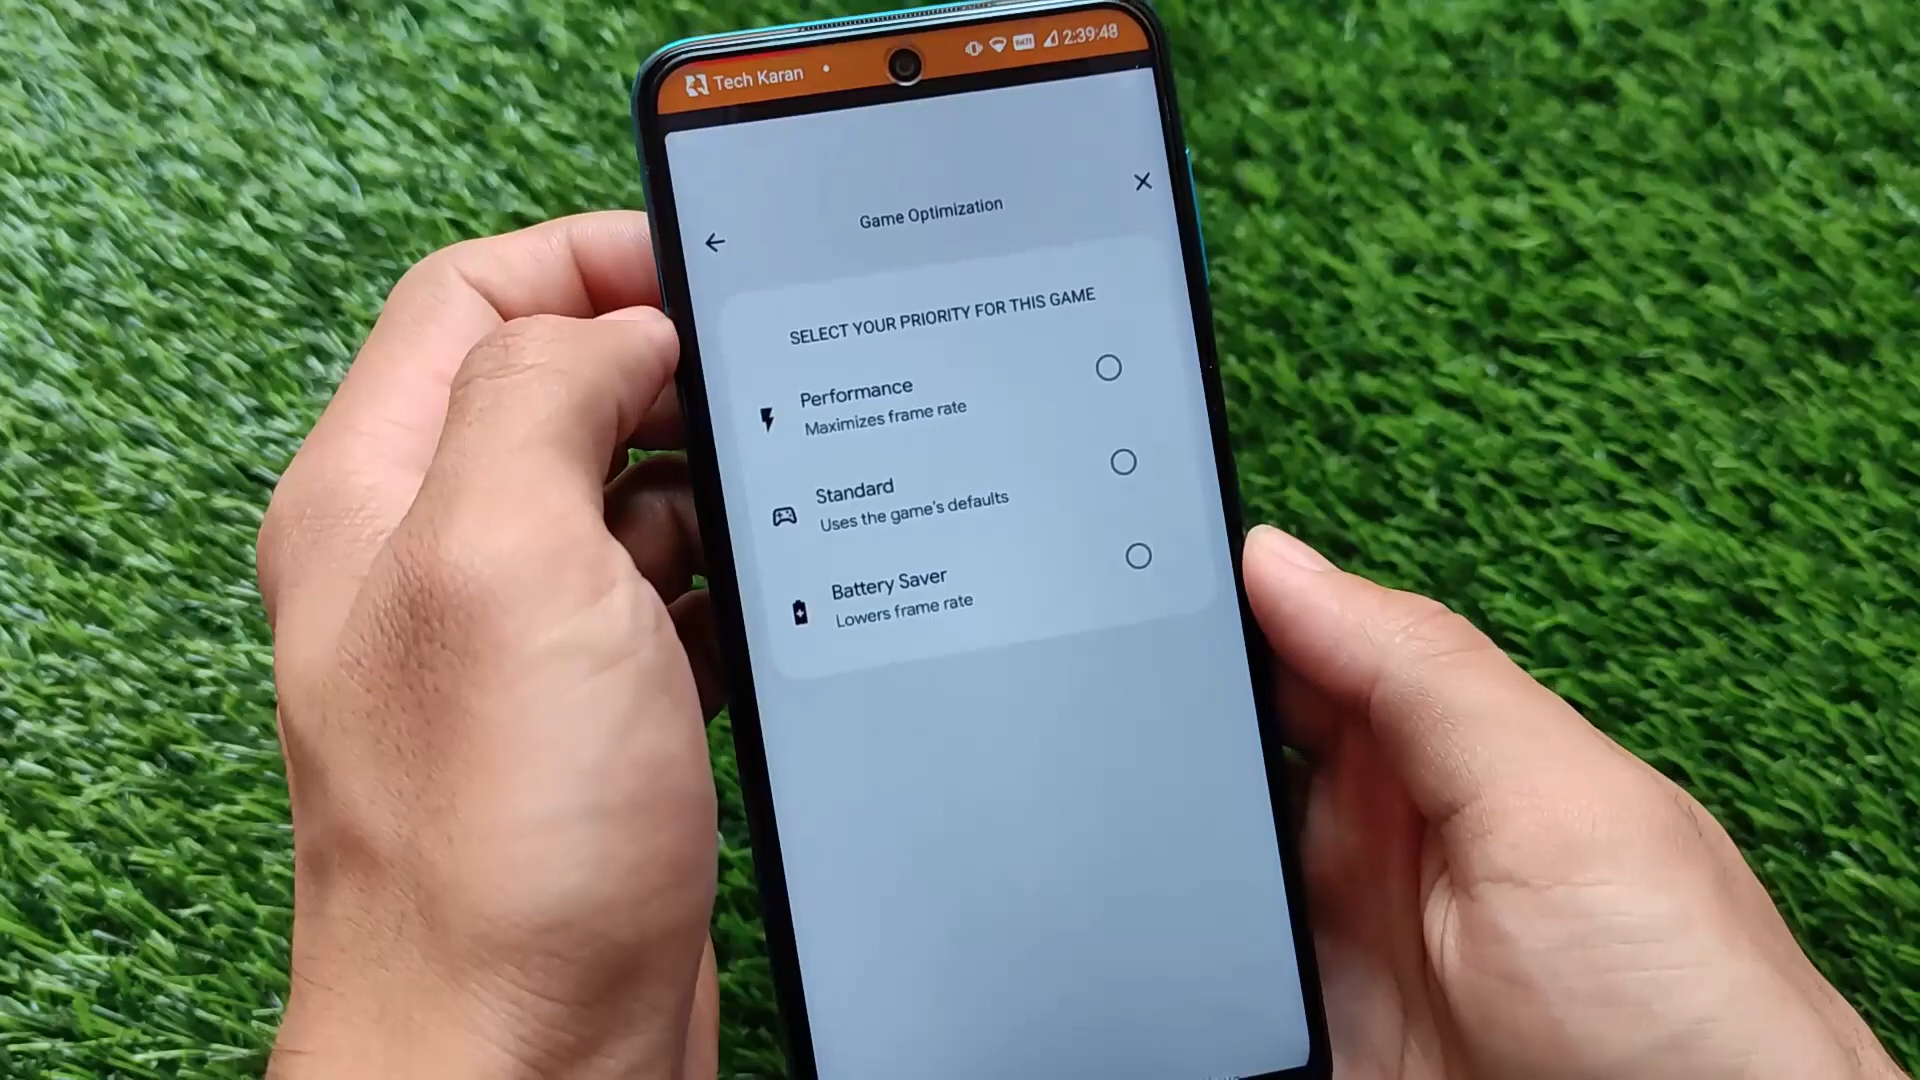 Tech Karan
2:39:48
Game Optimization
SELECT YOUR PRIORITY FOR THIS GAME
Performance
Maximizes frame rate
Standard
Uses the game's defaults
Battery Saver
Lowers frame rate